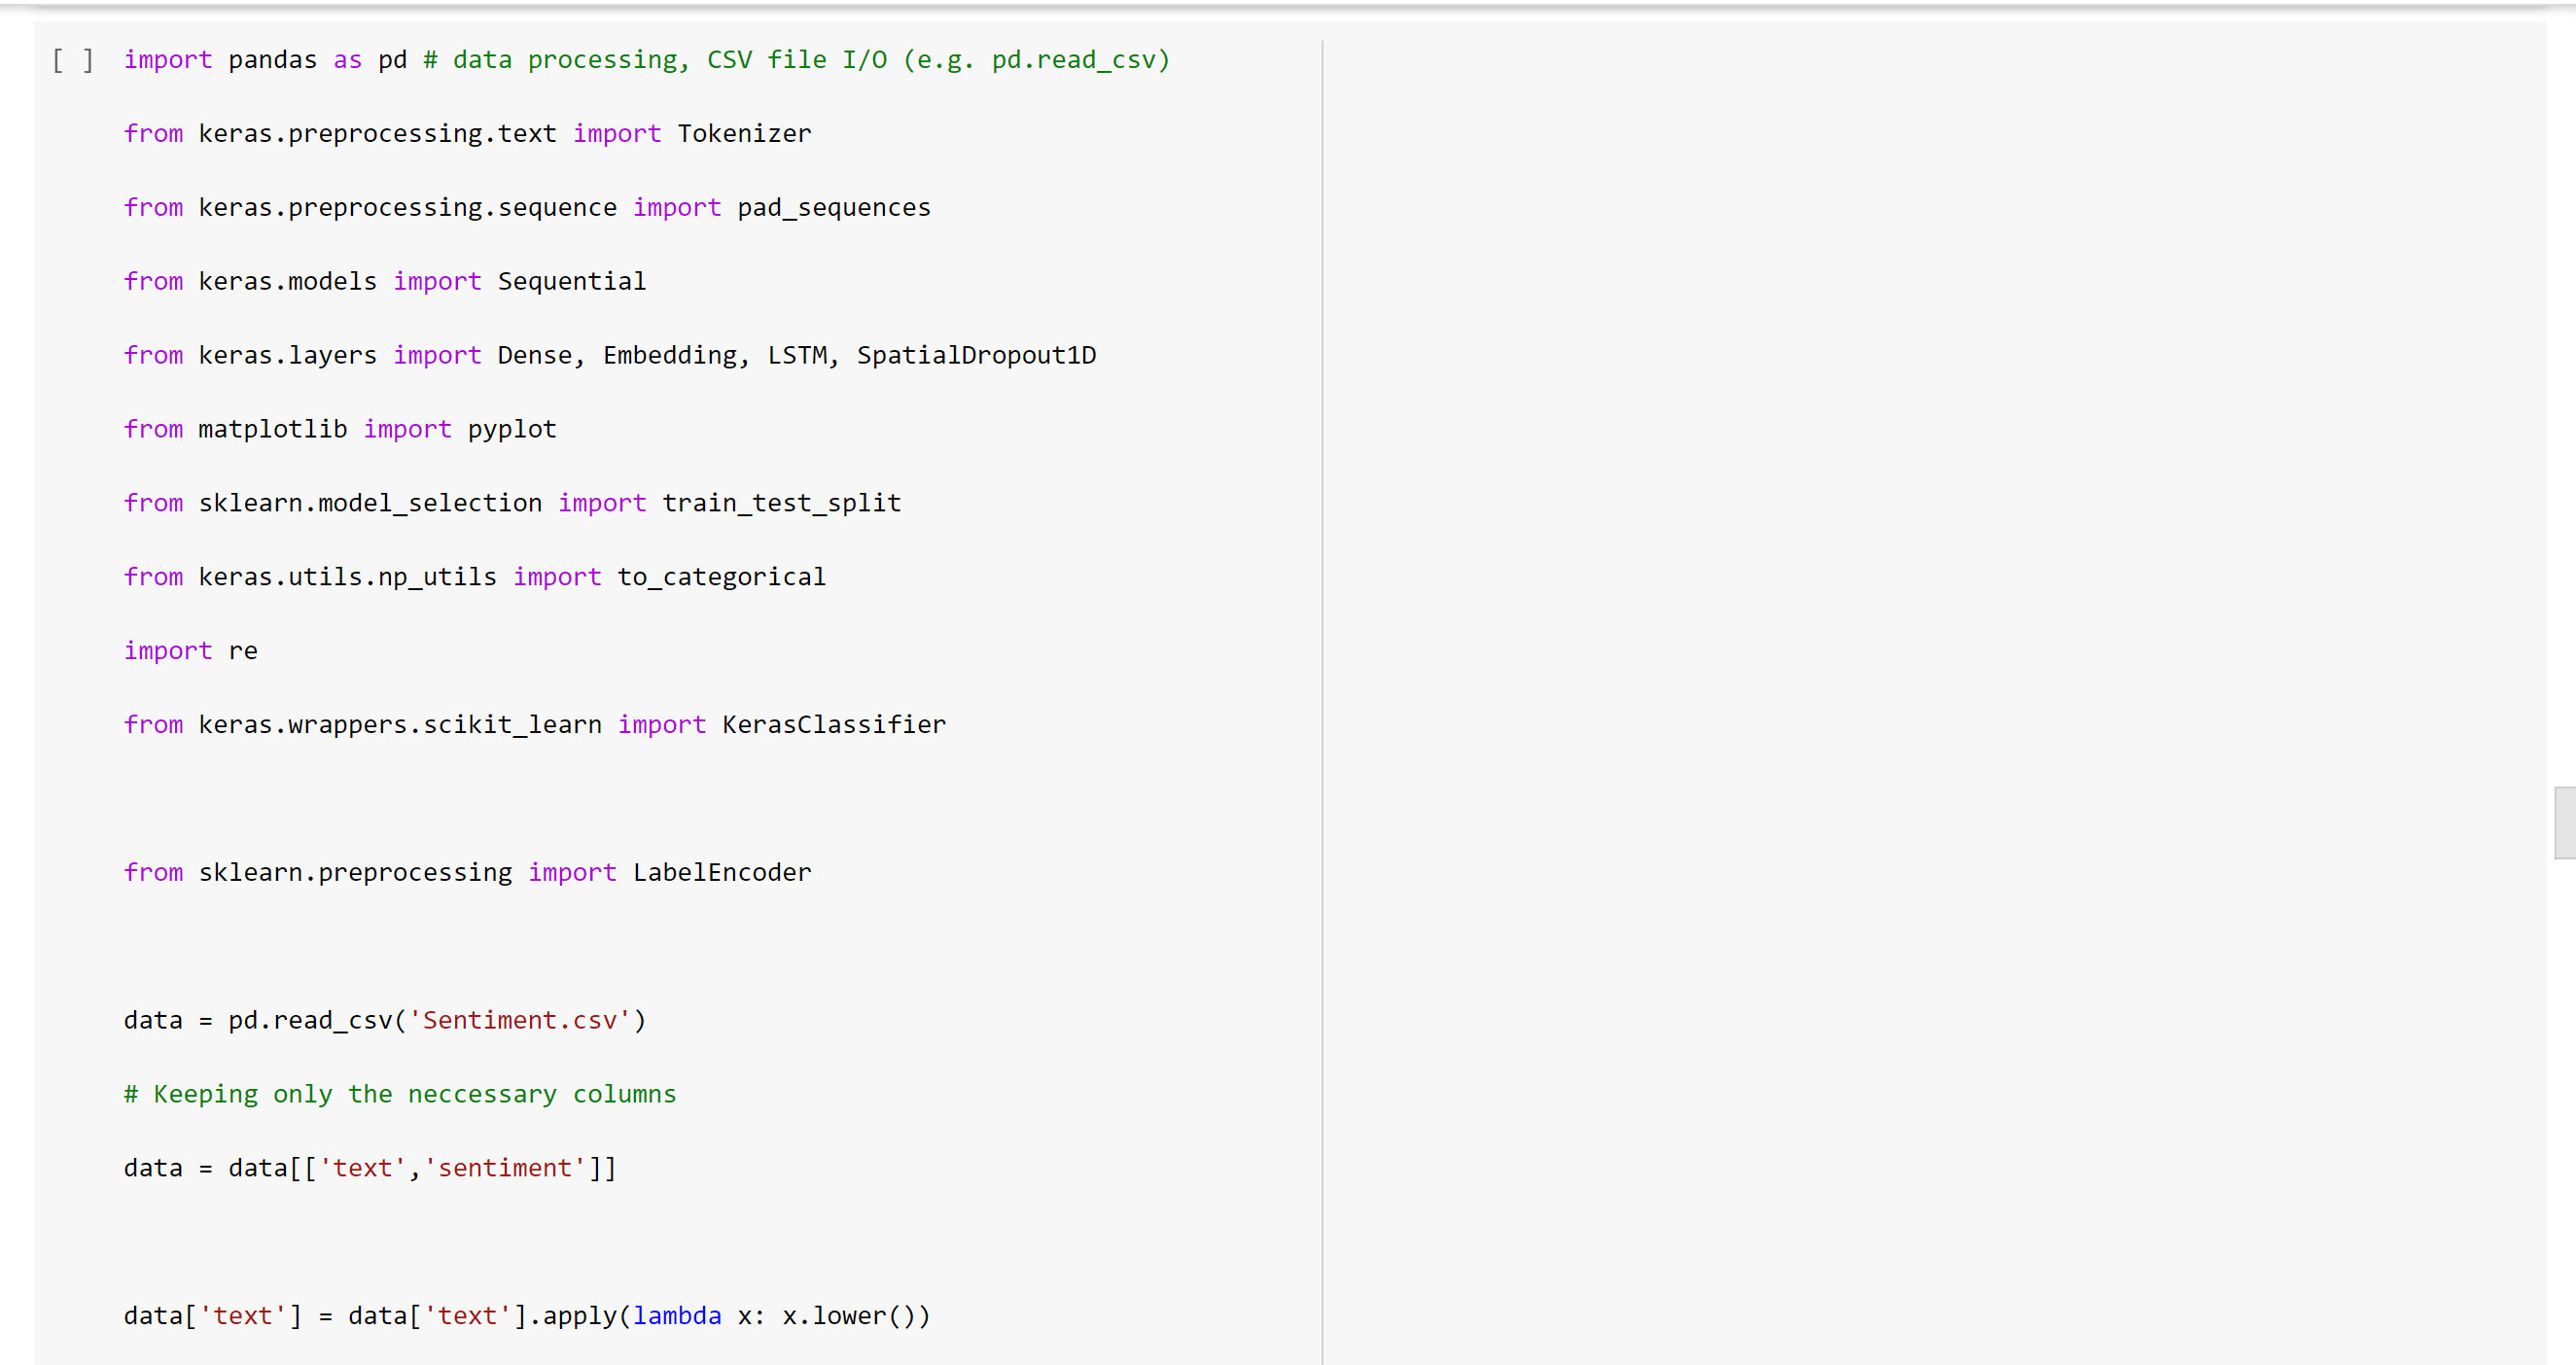 [ ] import pandas as pd # data processing, CSV file I/O (e.g. pd.read_csv)
from keras.preprocessing.text import Tokenizer
from keras.preprocessing.sequence import pad_sequences
from keras.models import Sequential
from keras.layers import Dense, Embedding, LSTM, SpatialDropout1D
from matplotlib import pyplot
from sklearn.model_selection import train_test_split
from keras.utils.np_utils import to_categorical
import re
from keras.wrappers.scikit_learn import KerasClassifier
from sklearn.preprocessing import LabelEncoder
data = pd.read_csv('Sentiment.csv')
# Keeping only the neccessary columns
data = data[['text','sentiment']]
data['text'] = data['text'].apply(lambda x: x.lower())